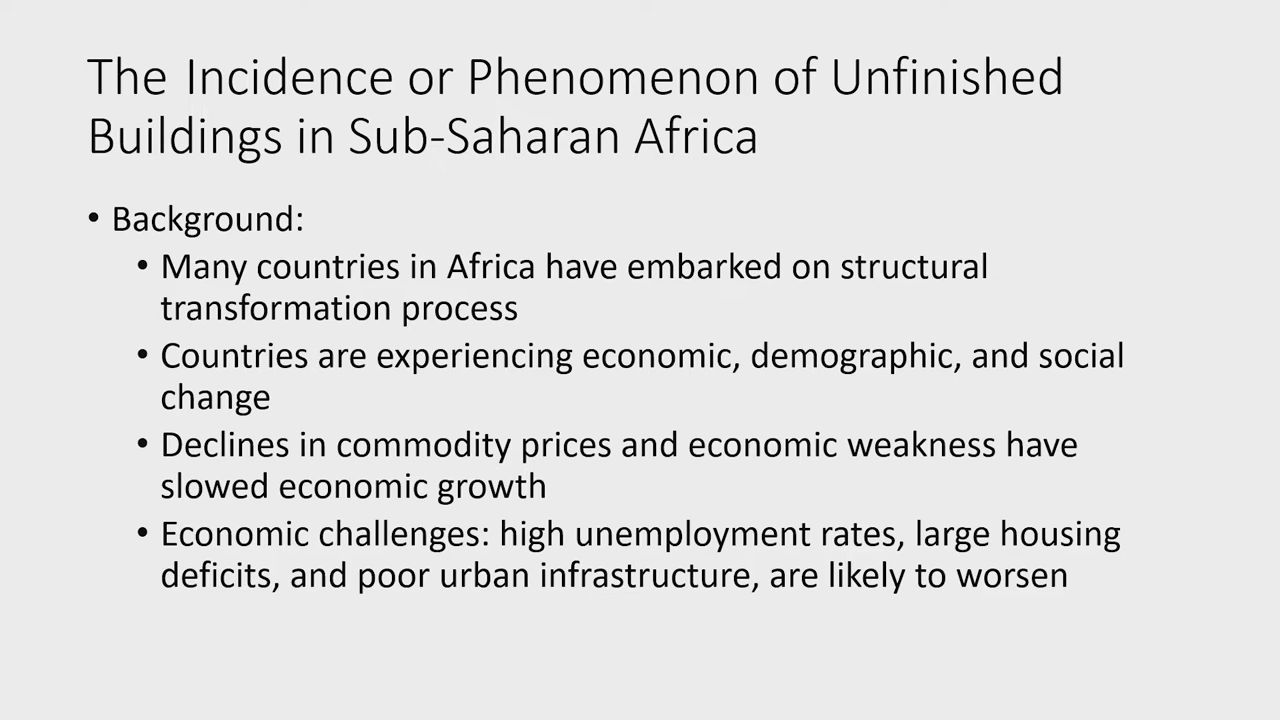 The Incidence or Phenomenon of Unfinished
Buildings in Sub-Saharan Africa
• Background:
• Many countries in Africa have embarked on structural
transformation process
• Countries are experiencing economic, demographic, and social
change
• Declines in commodity prices and economic weakness have
slowed economic growth
• Economic challenges: high unemployment rates, large housing
deficits, and poor urban infrastructure, are likely to worsen